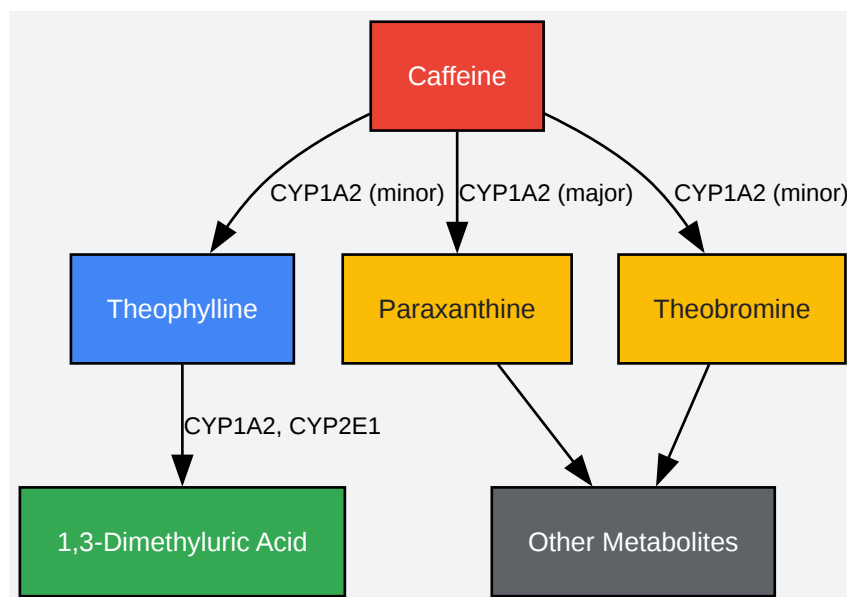 Caffeine
CYP1A2 (minor)
CYP1A2 (major)
CYP1A2 (minor)
Theophylline
Paraxanthine
Theobromine
CYP1A2, CYP2E1
1,3-Dimethyluric Acid
Other Metabolites